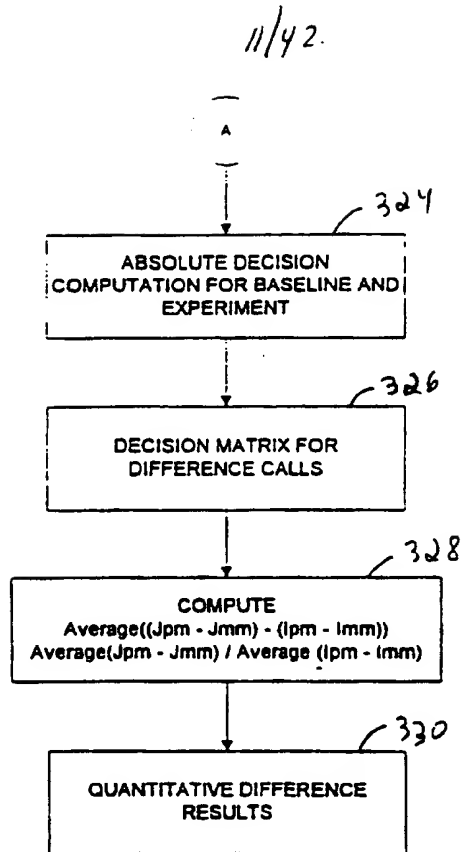 11/42.
A
324
ABSOLUTE DECISION
COMPUTATION FOR BASELINE AND
EXPERIMENT
326
DECISION MATRIX FOR
DIFFERENCE CALLS
328
COMPUTE
Average((Jpm - Jmm) - (Ipm - Imm))
Average(Jpm - Jmm) / Average (Ipm - Imm)
330
QUANTITATIVE DIFFERENCE
RESULTS